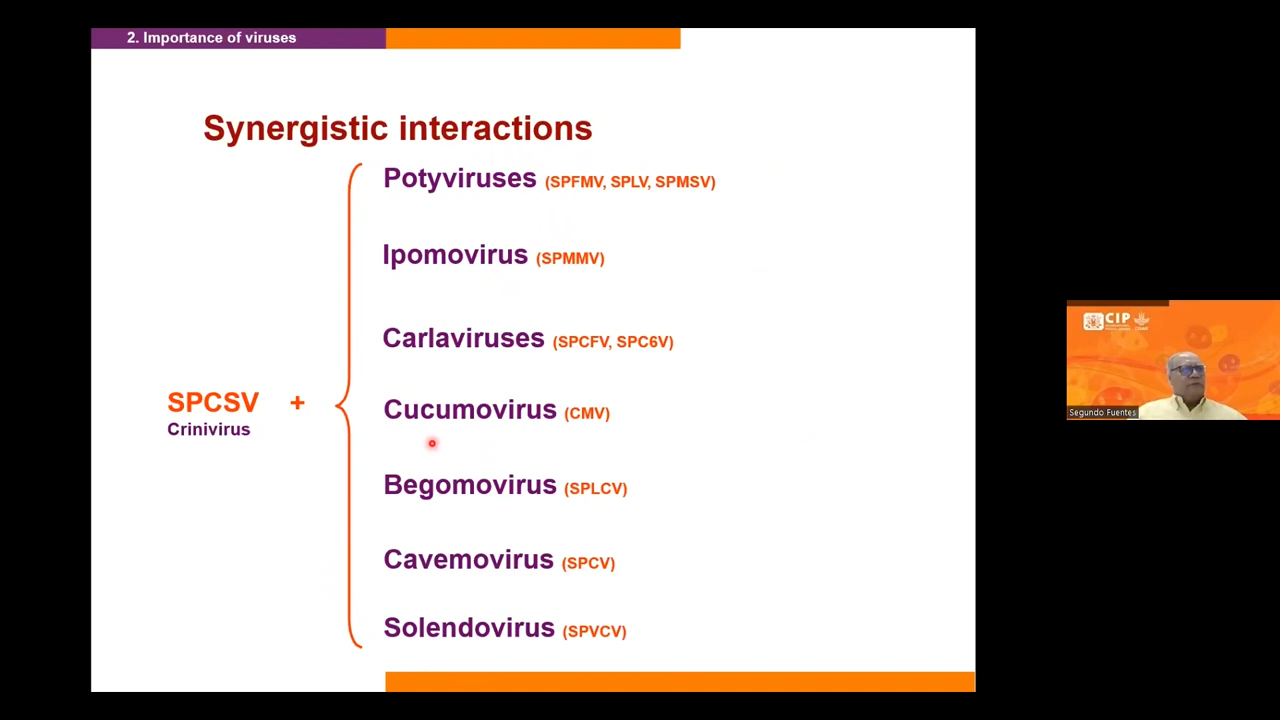 2. Importance of viruses
Synergistic interactions
Potyviruses (SPFMV, SPLV, SPMSV)
Ipomovirus (SPMMV)
Carlaviruses (SPCFV, SPC6V)
SPCSV +
Crinivirus
Cucumovirus (CMV)
Begomovirus (SPLCV)
Cavemovirus (SPCV)
Solendovirus (SPVCV)
CIP
Segundo Fuentes